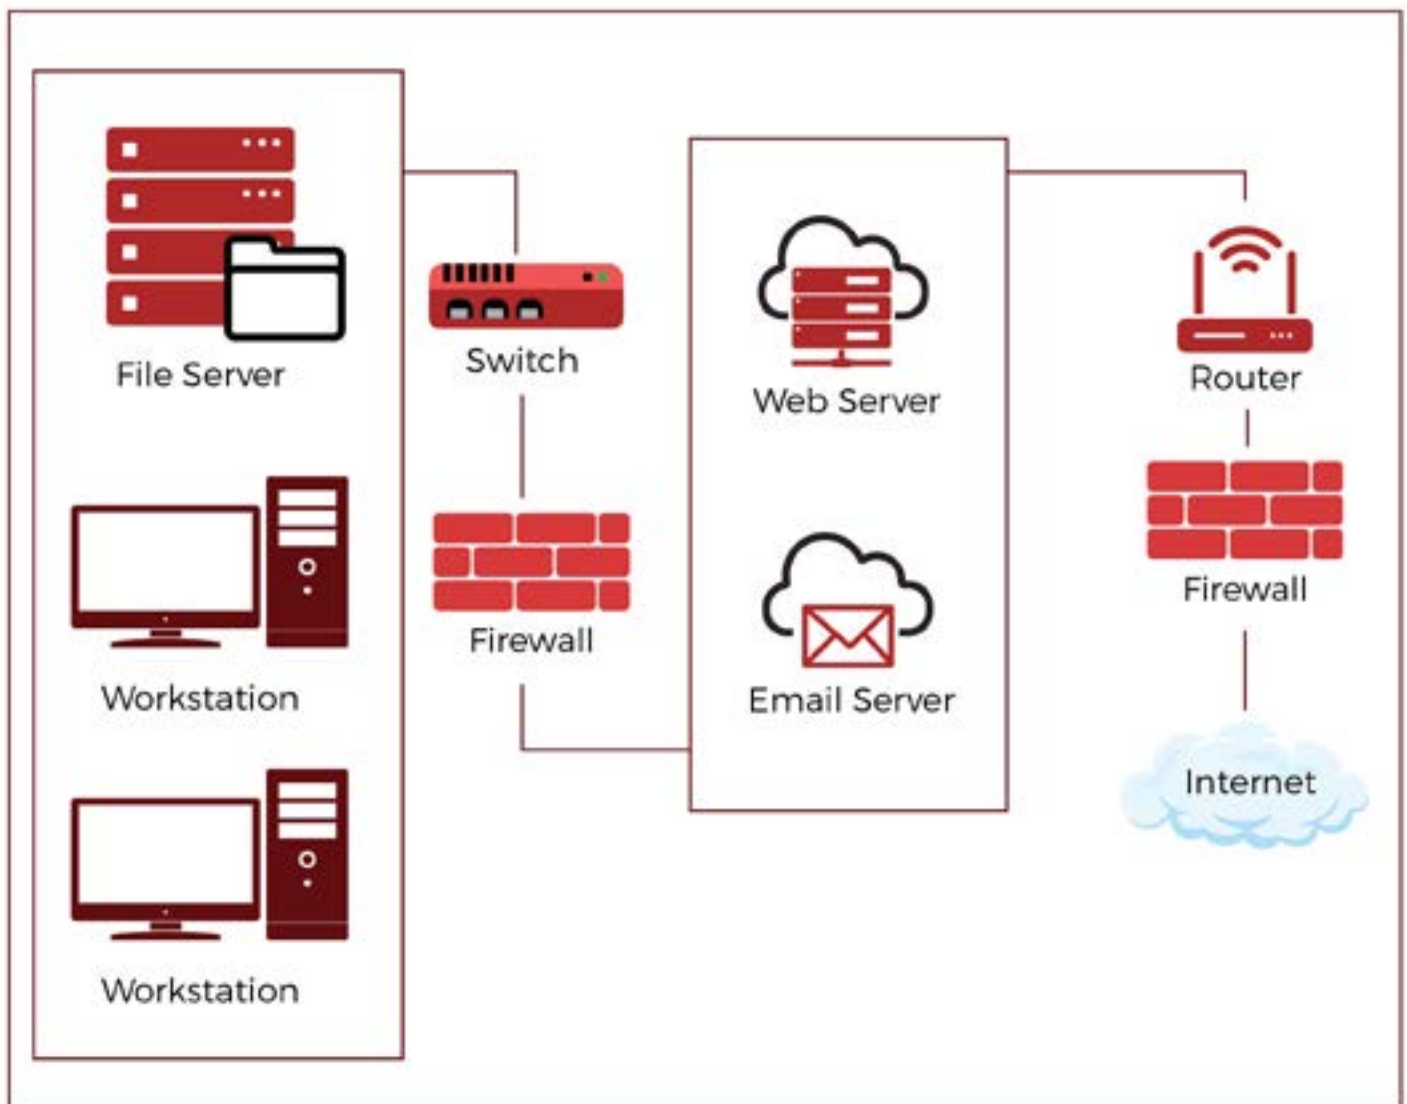 File Server
Workstation
Workstation
Switch
Firewall
Web Server
Email Server
Router
Firewall
Internet